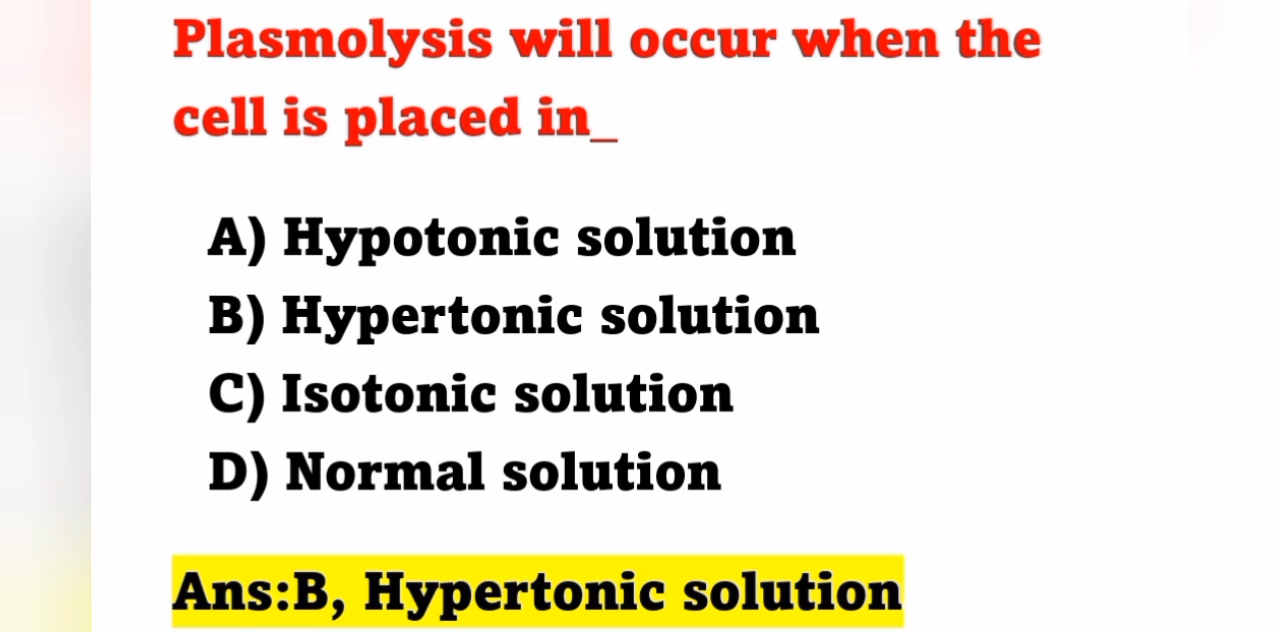 Plasmolysis will occur when the
cell is placed in_
A) Hypotonic solution
B) Hypertonic solution
C) Isotonic solution
D) Normal solution
Ans:B, Hypertonic solution